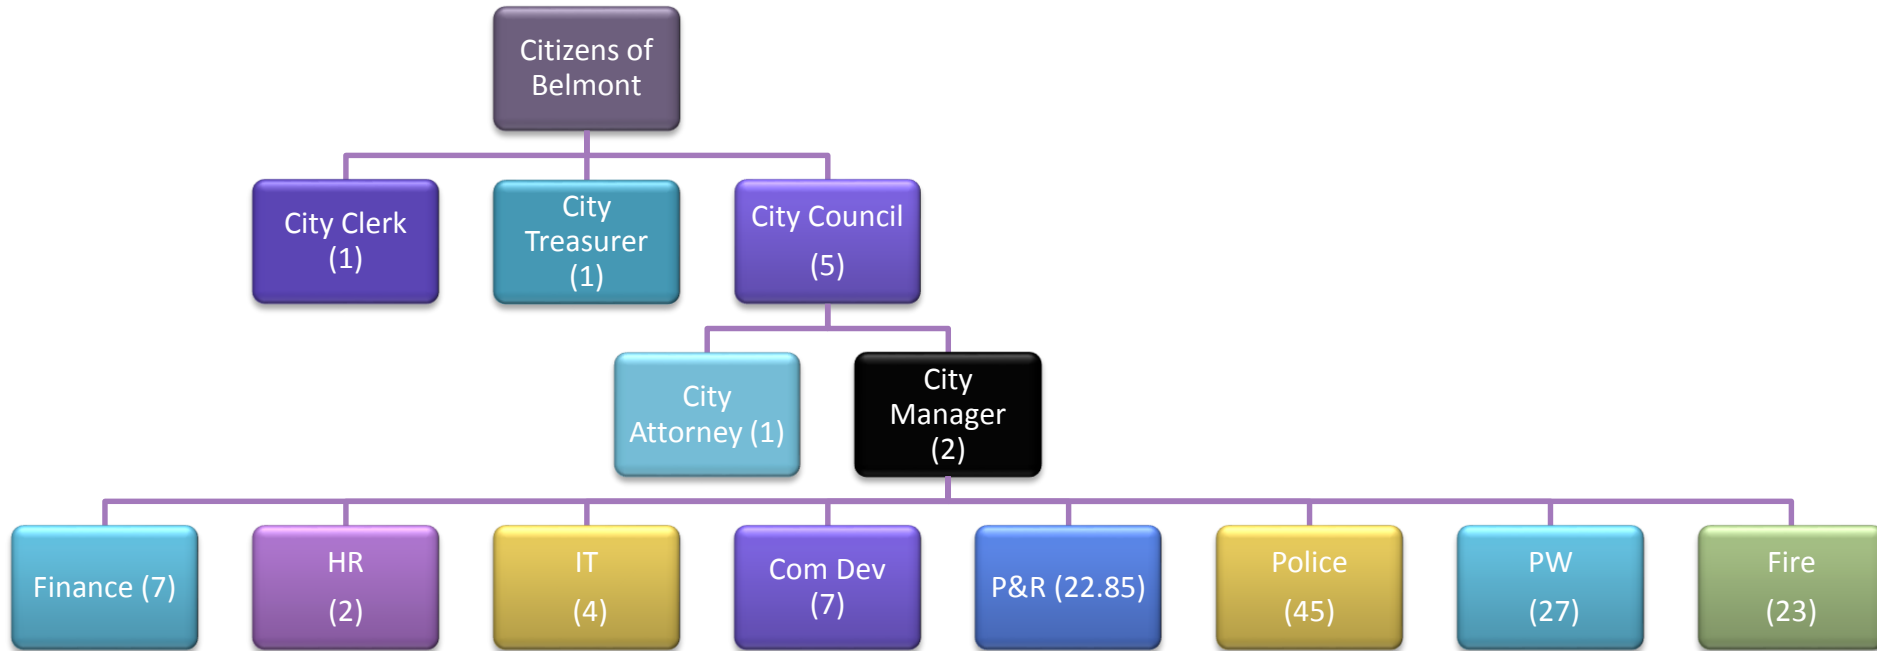 Citizens of
Belmont
City Clerk
(1)
City
Treasurer
(1)
City Council
(5)
City
Attorney (1)
City
Manager
(2)
Finance (7)
HR
(2)
IT
(4)
Com Dev
(7)
P&R (22.85)
Police
(45)
PW
(27)
Fire
(23)